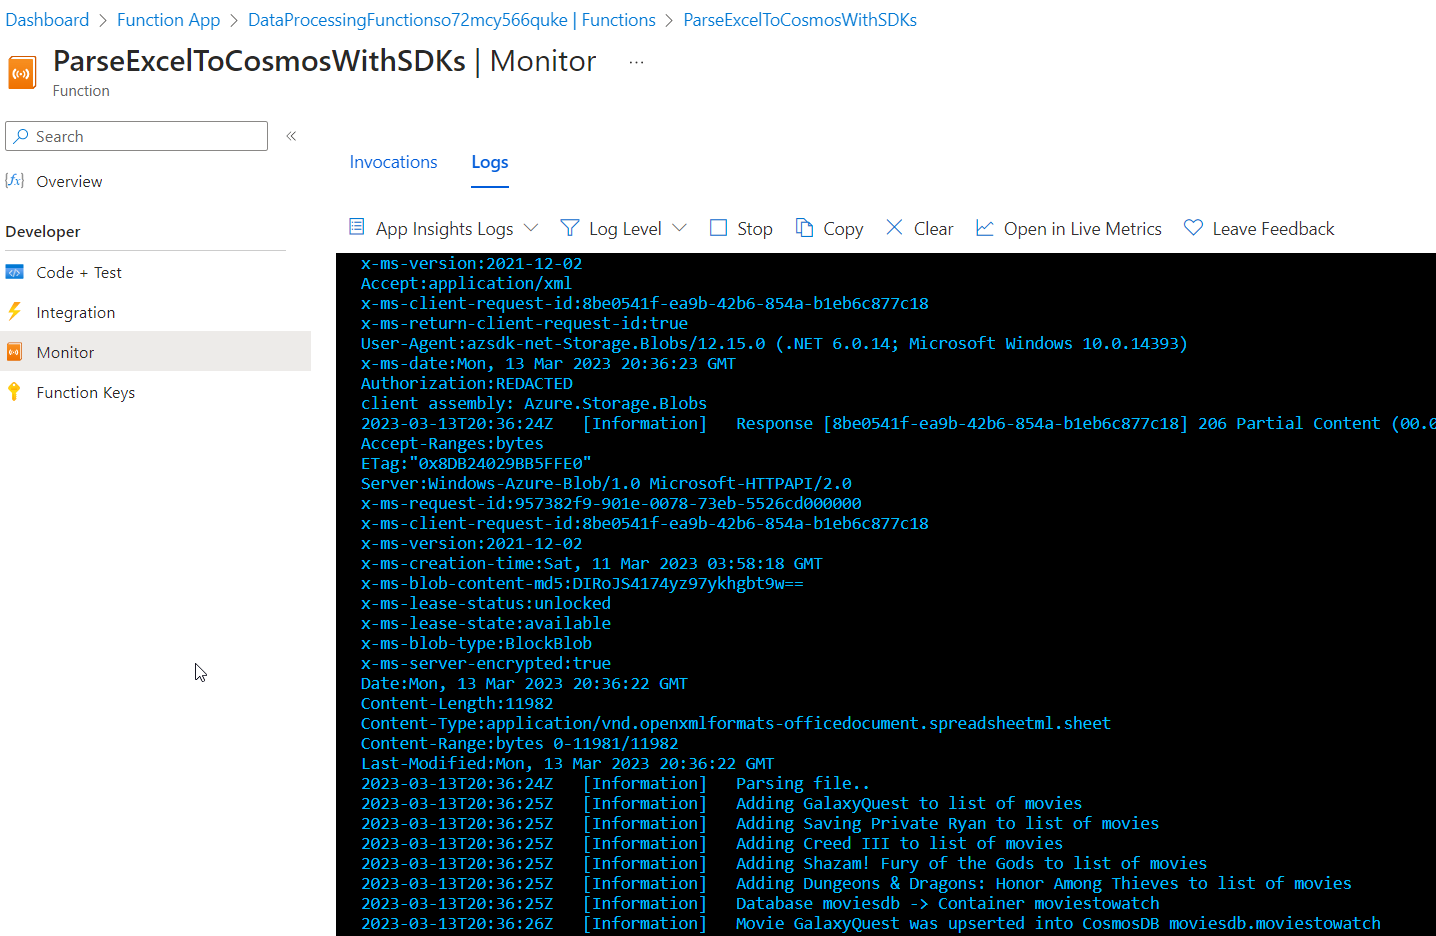 Dashboard > Function App > DataProcessingFunctionso72mcy566quke | Functions > ParseExcelToCosmosWithSDKs
ParseExcelToCosmosWithSDKs | Monitor ...
Function
Search «
Overview
Developer
Code + Test
Integration
Monitor
Function Keys
Invocations Logs
App Insights Logs Log Level Stop Copy Clear Open in Live Metrics Leave Feedback
x-ms-version:2021-12-02
Accept:application/xml
x-ms-client-request-id:8be0541f-ea9b-42b6-854a-b1eb6c877c18
x-ms-return-client-request-id:true
User-Agent:azsdk-net-Storage.Blobs/12.15.0 (.NET 6.0.14; Microsoft Windows 10.0.14393)
x-ms-date:Mon, 13 Mar 2023 20:36:23 GMT
Authorization:REDACTED
client assembly: Azure.Storage.Blobs
2023-03-13T20:36:24Z [Information] Response [8be0541f-ea9b-42b6-854a-b1eb6c877c18] 206 Partial Content (00.0
Accept-Ranges:bytes
ETag:"0x8DB24029BB5FFE0"
Server:Windows-Azure-Blob/1.0 Microsoft-HTTPAPI/2.0
x-ms-request-id:957382f9-901e-0078-73eb-5526cd000000
x-ms-client-request-id:8be0541f-ea9b-42b6-854a-b1eb6c877c18
x-ms-version:2021-12-02
x-ms-creation-time:Sat, 11 Mar 2023 03:58:18 GMT
x-ms-blob-content-md5:DIRoJS4174yz97ykhgbt9w==
x-ms-lease-status:unlocked
x-ms-lease-state:available
x-ms-blob-type:BlockBlob
x-ms-server-encrypted:true
Date:Mon, 13 Mar 2023 20:36:22 GMT
Content-Length:11982
Content-Type:application/vnd.openxmlformats-officedocument.spreadsheetml.sheet
Content-Range:bytes 0-11981/11982
Last-Modified:Mon, 13 Mar 2023 20:36:22 GMT
2023-03-13T20:36:24Z [Information] Parsing file..
2023-03-13T20:36:25Z [Information] Adding GalaxyQuest to list of movies
2023-03-13T20:36:25Z [Information] Adding Saving Private Ryan to list of movies
2023-03-13T20:36:25Z [Information] Adding Creed III to list of movies
2023-03-13T20:36:25Z [Information] Adding Shazam! Fury of the Gods to list of movies
2023-03-13T20:36:25Z [Information] Adding Dungeons & Dragons: Honor Among Thieves to list of movies
2023-03-13T20:36:25Z [Information] Database moviesdb -> Container moviestowatch
2023-03-13T20:36:26Z [Information] Movie GalaxyQuest was upserted into CosmosDB moviesdb.moviestowatch